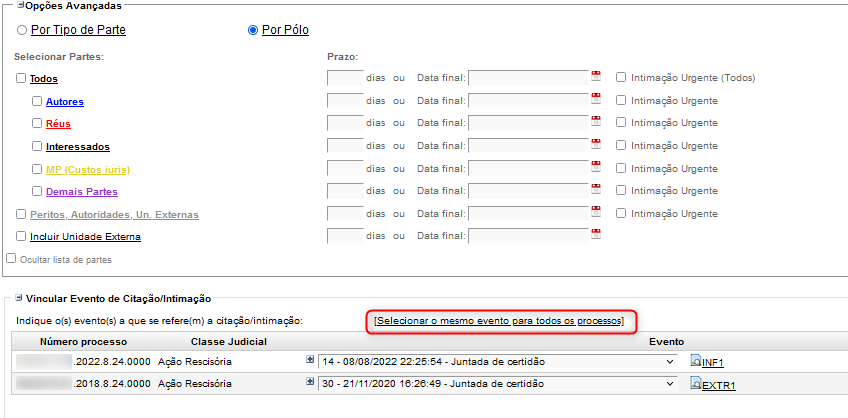 Opções Avançadas
Por Tipo de Parte Por Pólo
Selecionar Partes: Prazo:
Todos dias ou Data final: Intimação Urgente (Todos)
Autores dias ou Data final: Intimação Urgente
Réus dias ou Data final: Intimação Urgente
Interessados dias ou Data final: Intimação Urgente
MP (Custos iuris) dias ou Data final: Intimação Urgente
Demais Partes dias ou Data final: Intimação Urgente
Peritos, Autoridades, Un. Externas dias ou Data final: Intimação Urgente
Incluir Unidade Externa dias ou Data final:
Ocultar lista de partes
Vincular Evento de Citação/Intimação
Indique o(s) evento(s) a que se refere(m) a citação/intimação: [Selecionar o mesmo evento para todos os processos]
Número processo Classe Judicial Evento
.2022.8.24.0000 Ação Rescisória 14 - 08/08/2022 22:25:54 - Juntada de certidão INF1
.2018.8.24.0000 Ação Rescisória 30 - 21/11/2020 16:26:49 - Juntada de certidão EXTR1